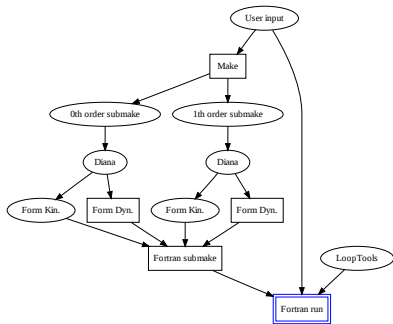 User input
Make
0th order submake
1th order submake
Diana
Diana
Form Kin.
Form Dyn.
Form Kin.
Form Dyn.
Fortran submake
LoopTools
Fortran run